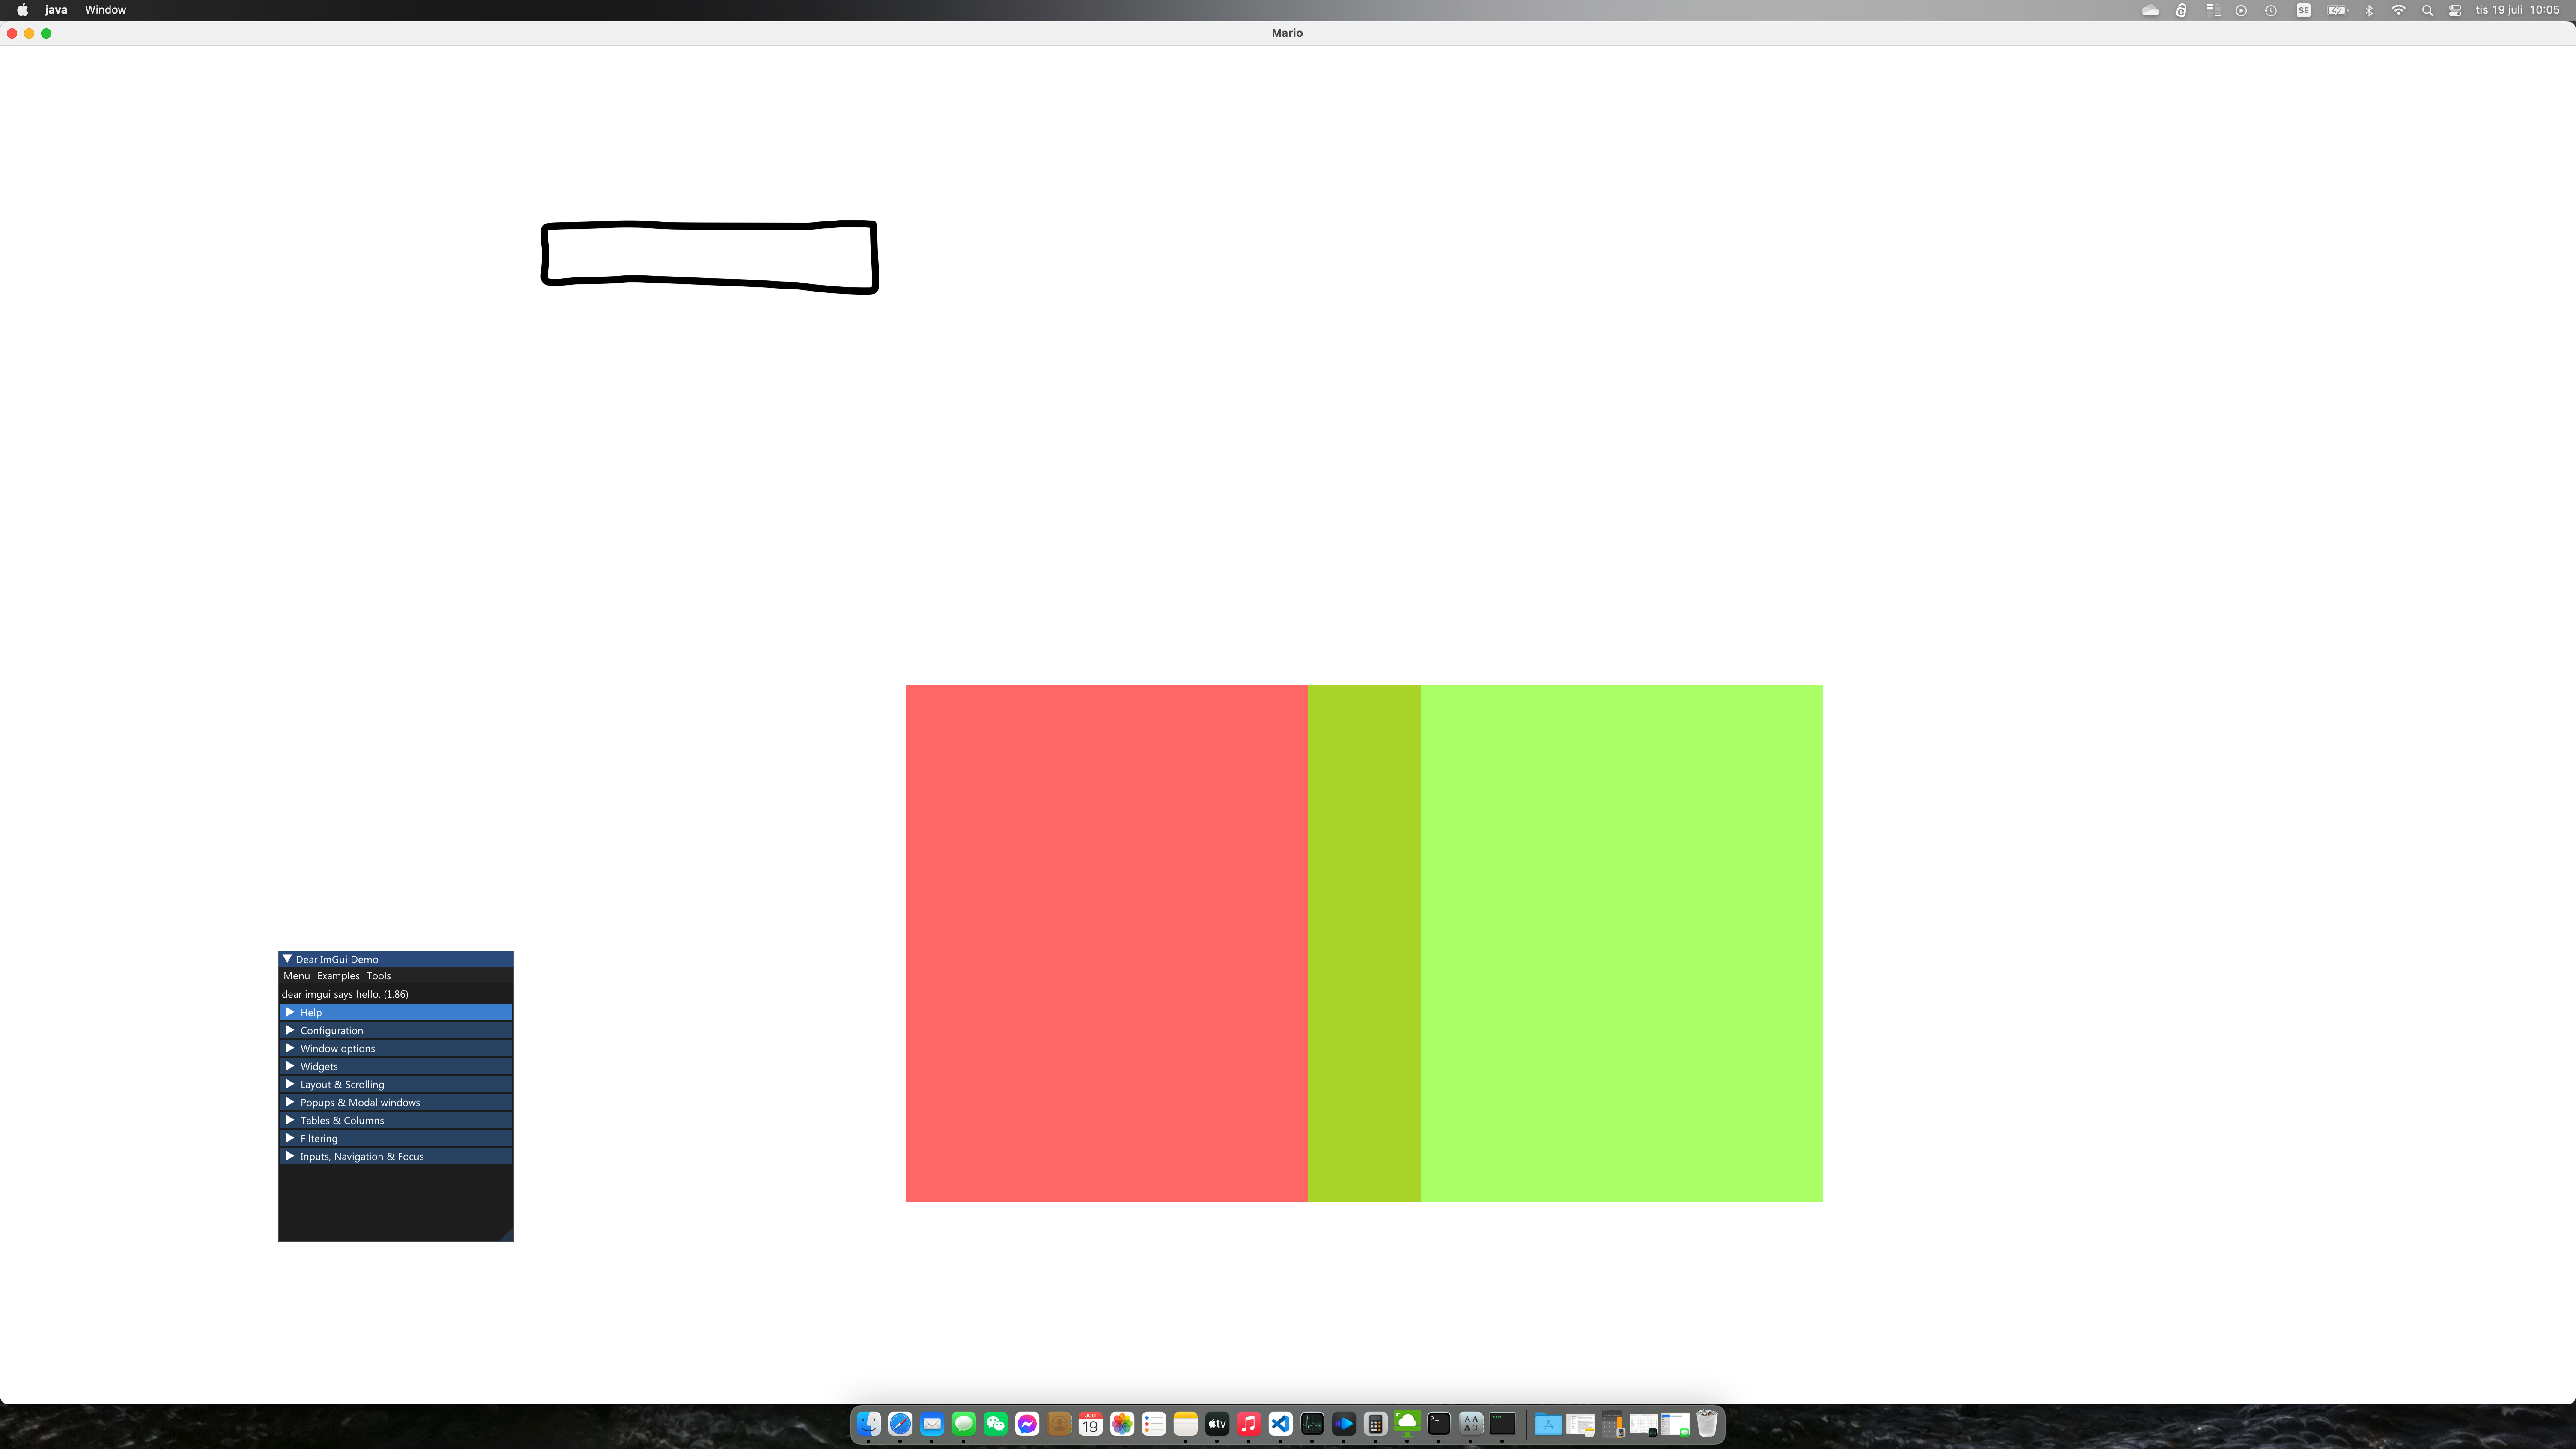 java Window SE tis 19 juli 10:05
Mario
Dear ImGui Demo
Menu Examples Tools
dear imgui says hello. (1.86)
Help
Configuration
Window options
Widgets
Layout & Scrolling
Popups & Modal windows
Tables & Columns
Filtering
Inputs, Navigation & Focus
JULI
19
tv